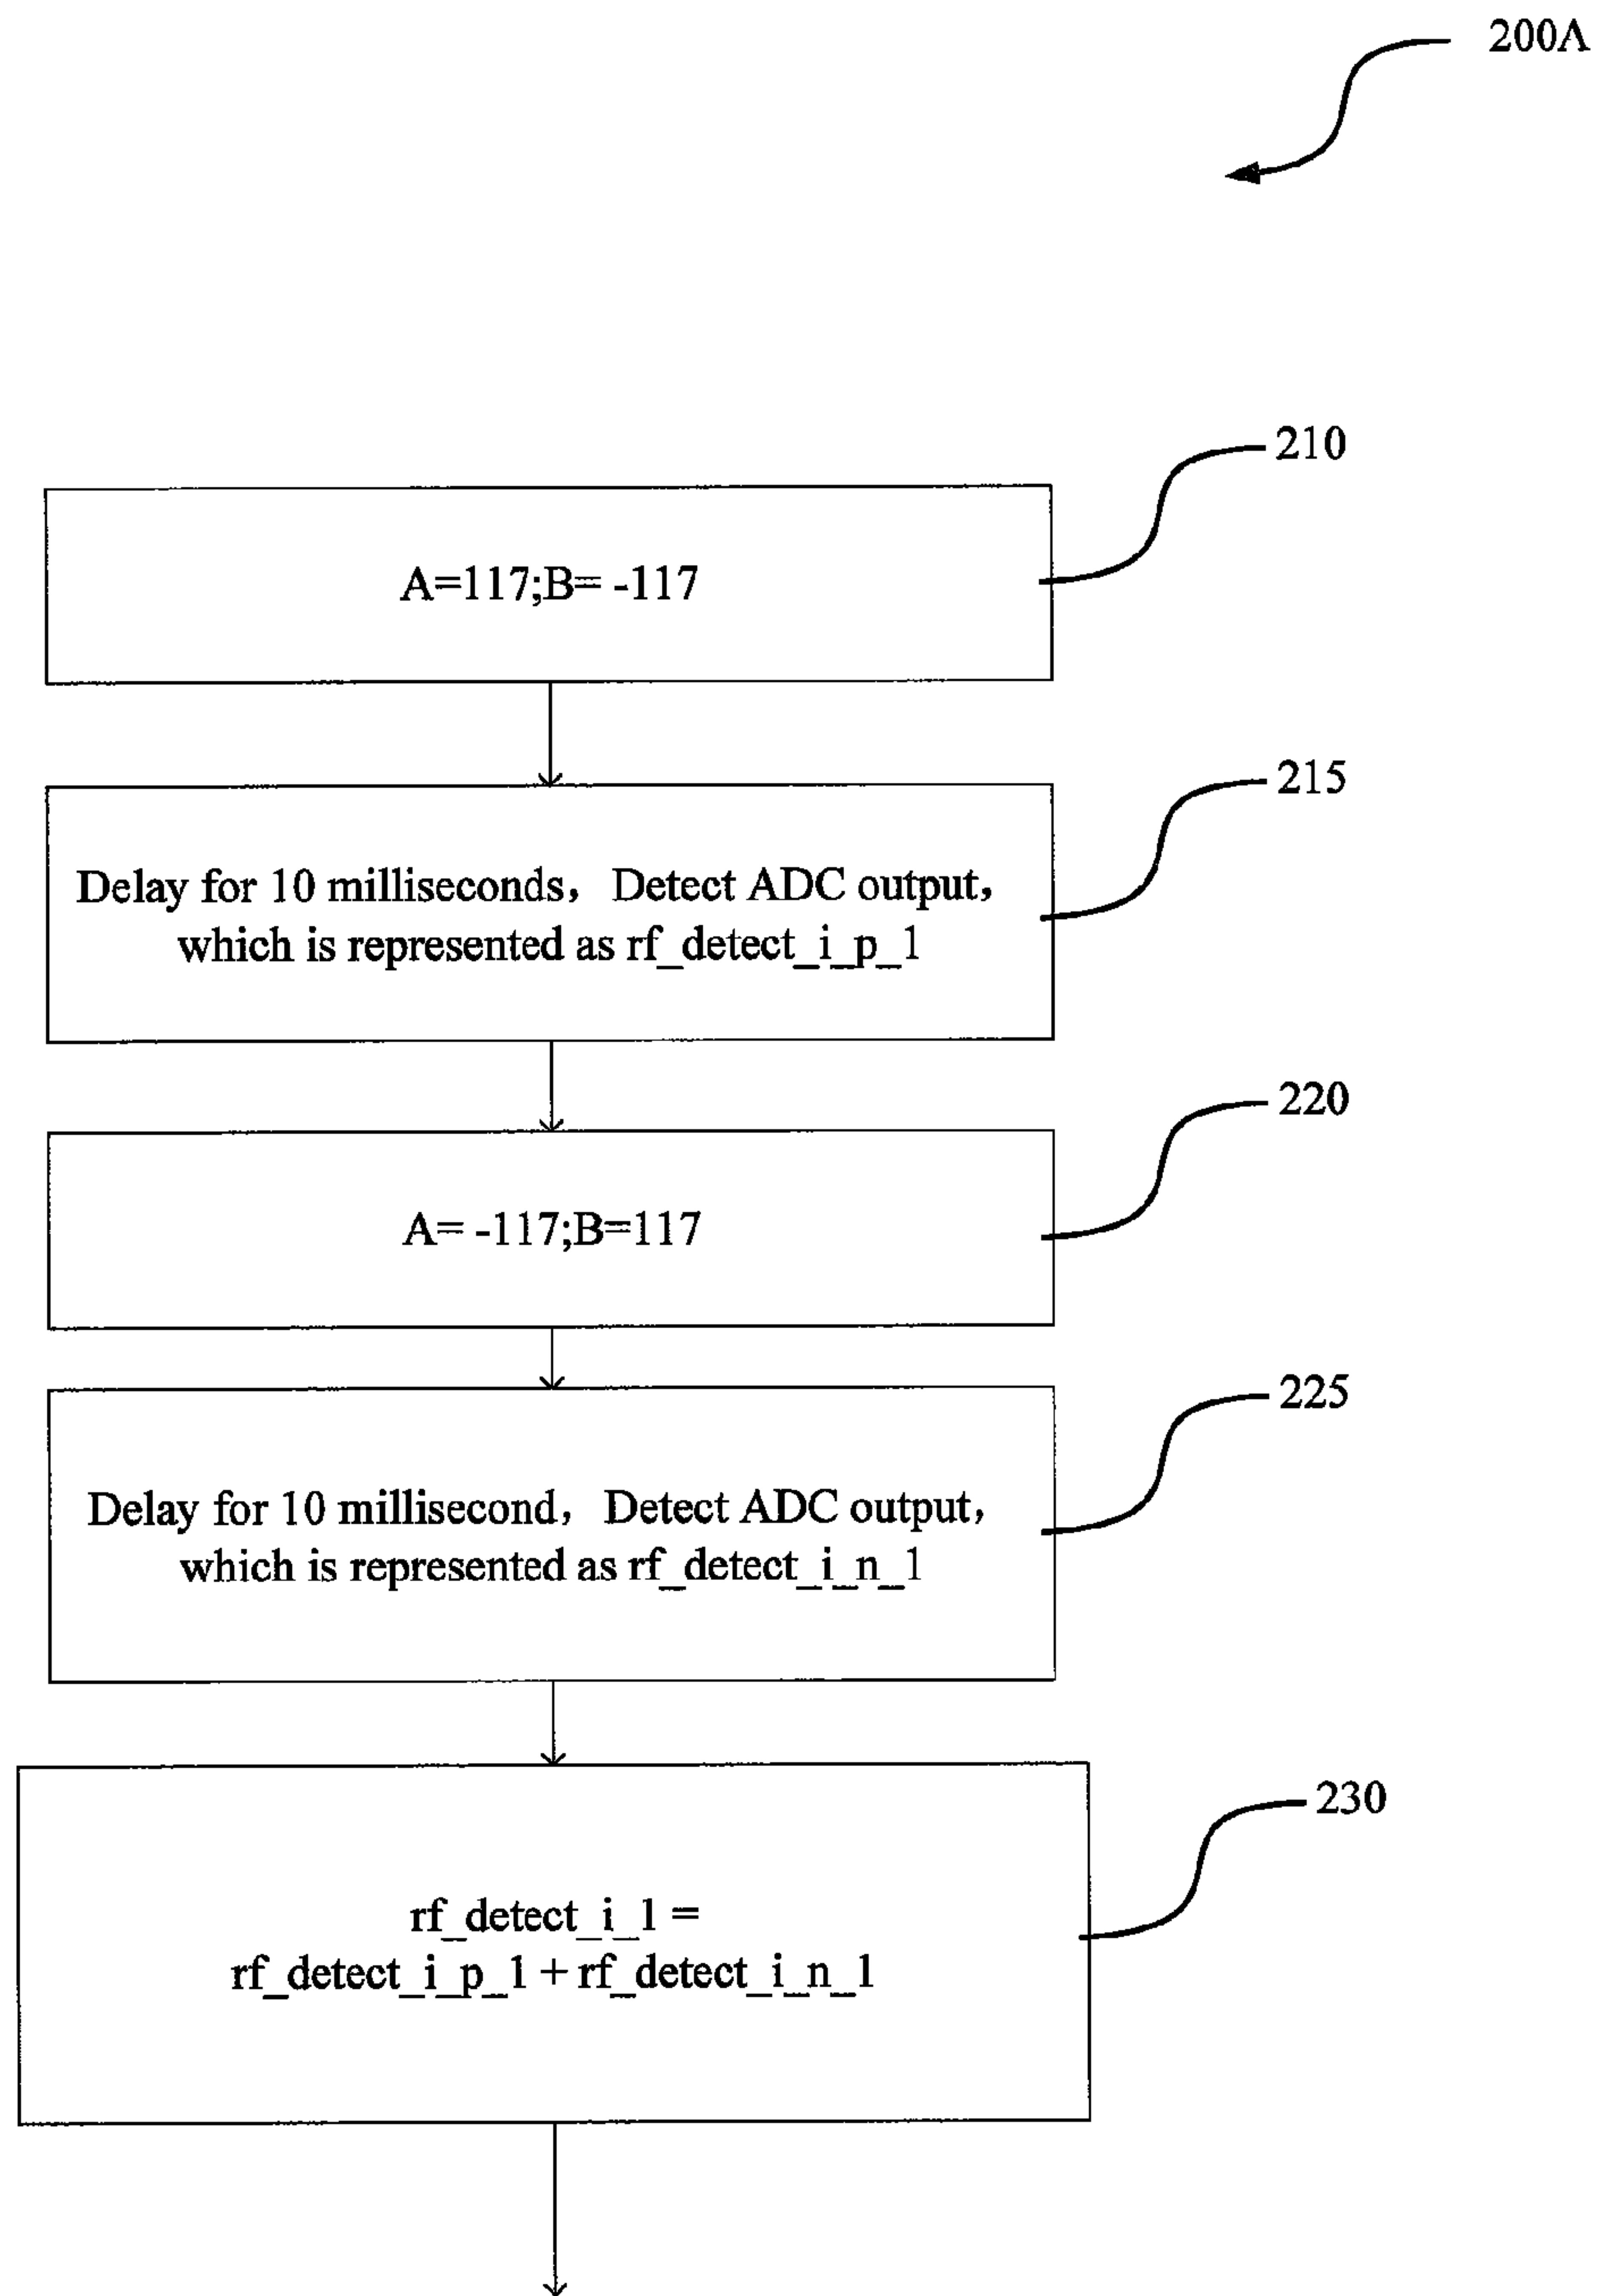 200A
210
A=117;B= -117
215
Delay for 10 milliseconds, Detect ADC output,
which is represented as rf_detect_i_p_1
220
A= -117;B=117
225
Delay for 10 millisecond, Detect ADC output,
which is represented as rf_detect_i_n_1
230
rf_detect_i_1 =
rf_detect_i_p_1 + rf_detect_i_n_1